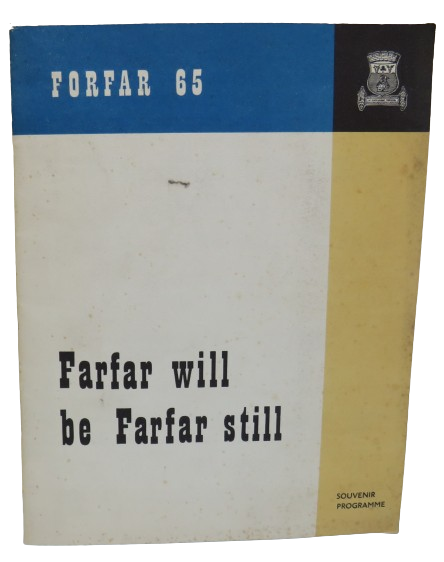 FORFAR 65
Farfar will
be Farfar still
SOUVENIR
PROGRAMME